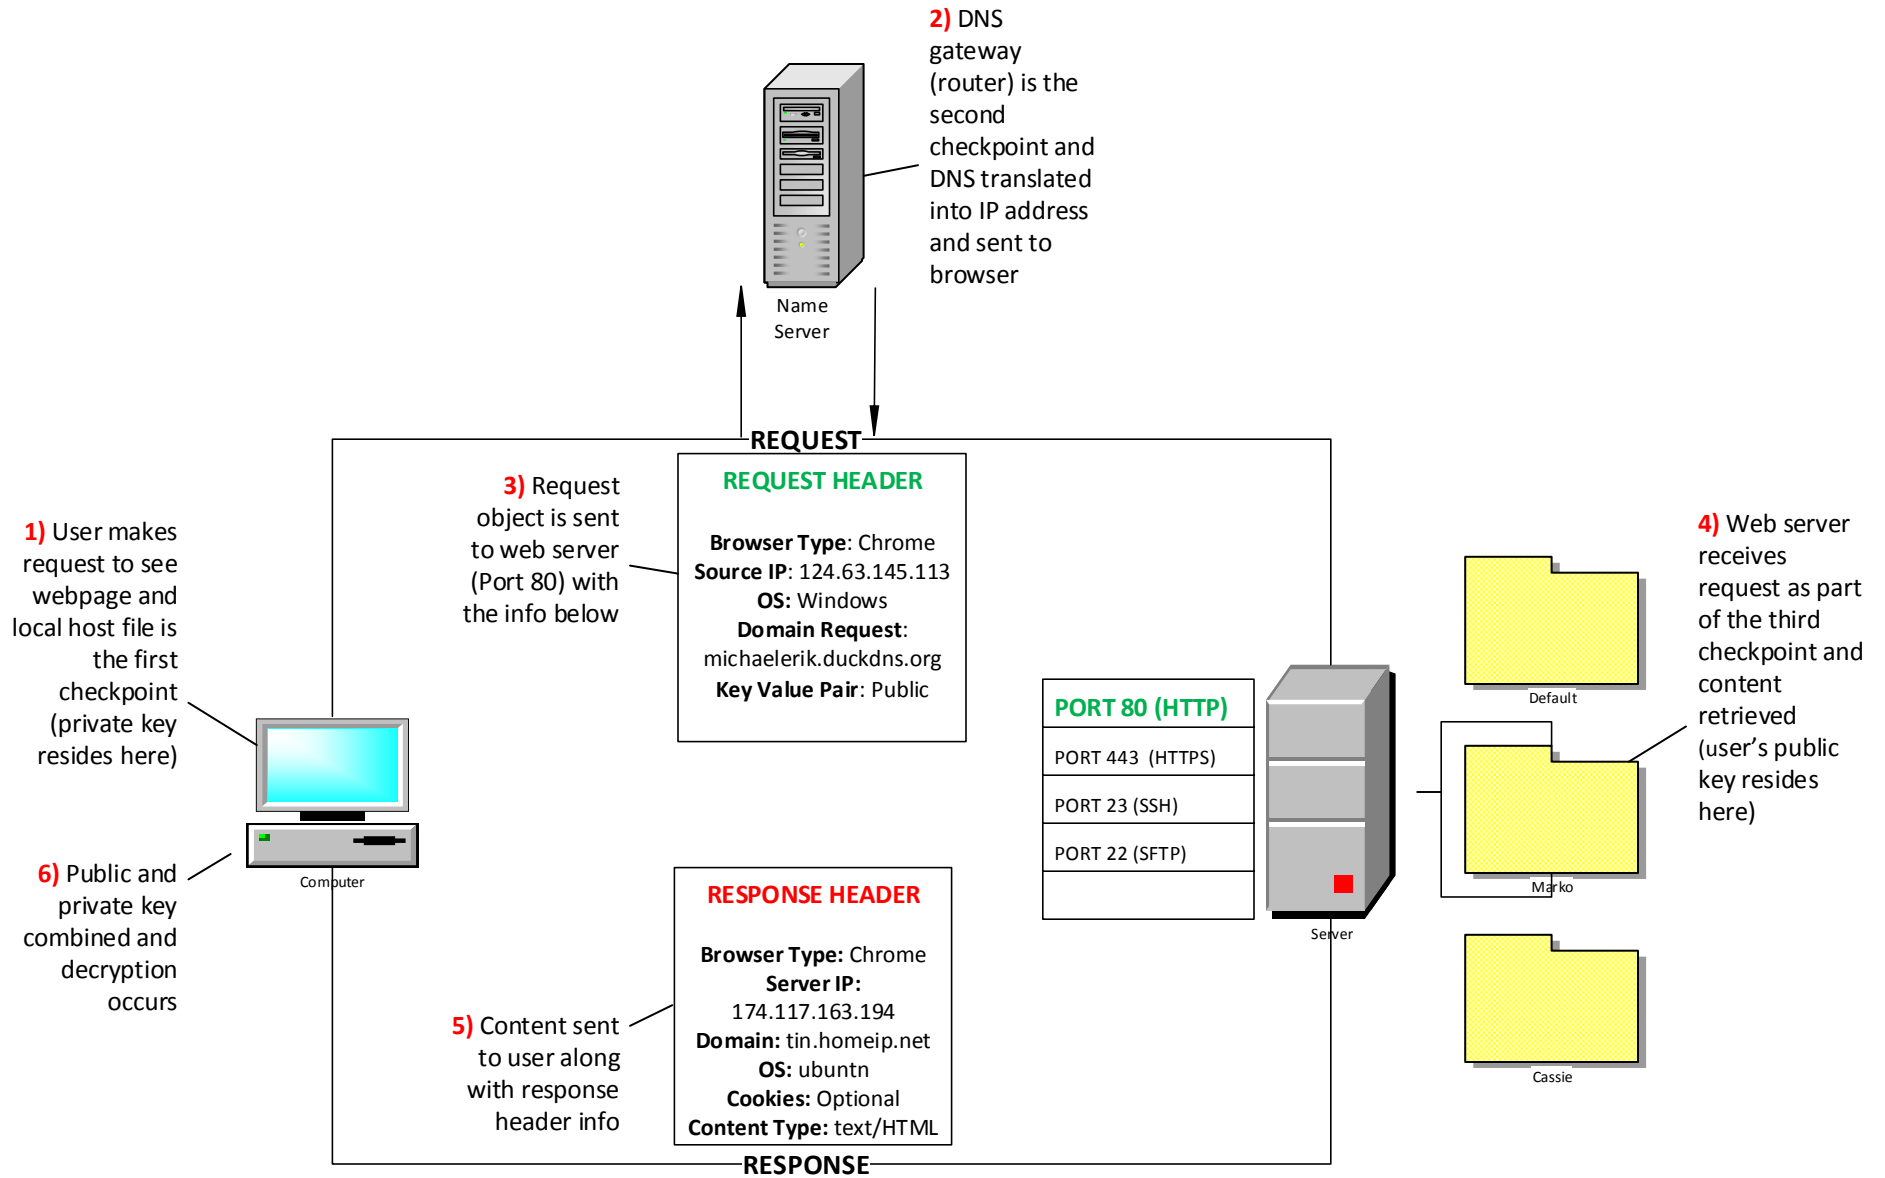 2) DNS
gateway
(router) is the
second
checkpoint and
DNS translated
into IP address
and sent to
browser
Name
Server
REQUEST
REQUEST HEADER
Browser Type: Chrome
Source IP: 124.63.145.113
OS: Windows
Domain Request:
michaelerik.duckdns.org
Key Value Pair: Public
3) Request
object is sent
to web server
(Port 80) with
the info below
1) User makes
request to see
webpage and
local host file is
the first
checkpoint
(private key
resides here)
Computer
6) Public and
private key
combined and
decryption
occurs
PORT 80 (HTTP)
PORT 443 (HTTPS)
PORT 23 (SSH)
PORT 22 (SFTP)
Server
Default
Marko
Cassie
4) Web server
receives
request as part
of the third
checkpoint and
content
retrieved
(user's public
key resides
here)
RESPONSE HEADER
Browser Type: Chrome
Server IP:
174.117.163.194
Domain: tin.homeip.net
OS: ubuntn
Cookies: Optional
Content Type: text/HTML
5) Content sent
to user along
with response
header info
RESPONSE